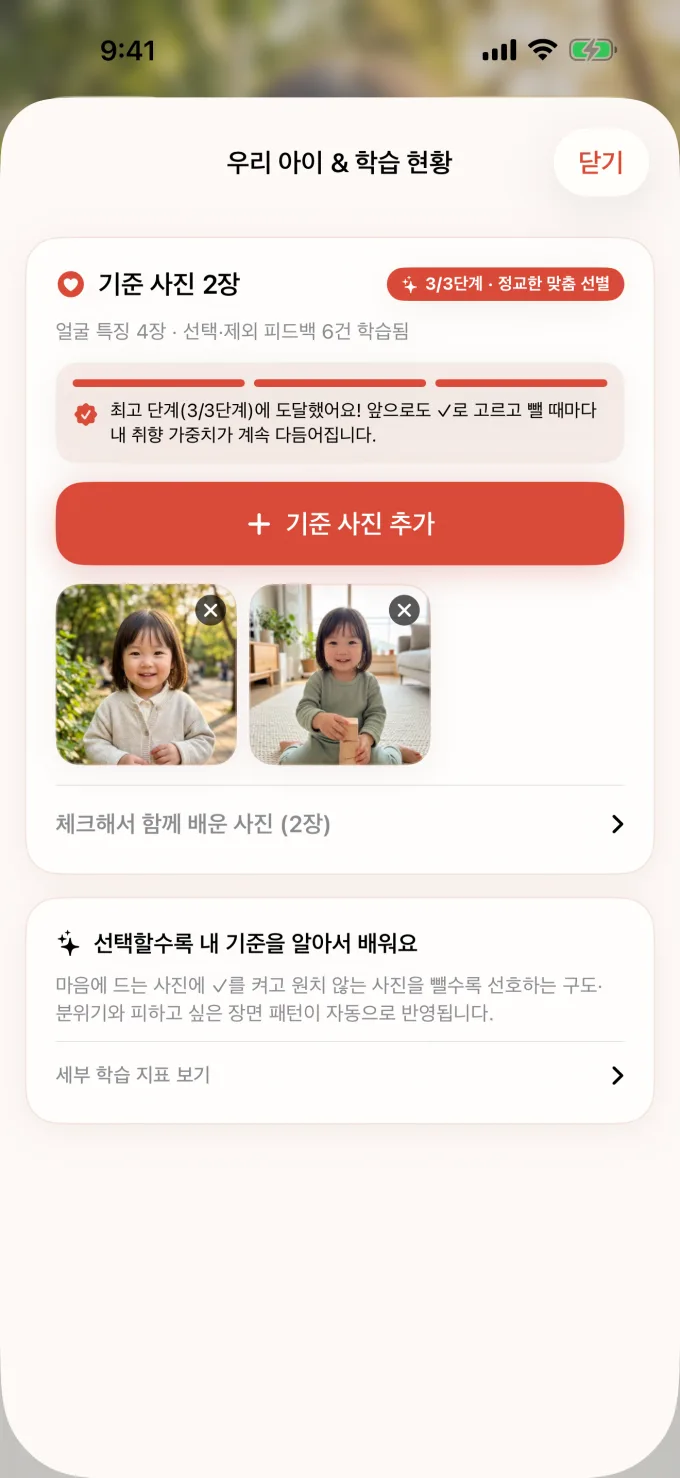 9:41
우리 아이 & 학습 현황
닫기
기준 사진 2장
3/3단계 · 정교한 맞춤 선별
얼굴 특징 4장 · 선택·제외 피드백 6건 학습됨
최고 단계(3/3단계)에 도달했어요! 앞으로도 ✓로 고르고 뺄 때마다
내 취향 가중치가 계속 다듬어집니다.
+ 기준 사진 추가
체크해서 함께 배운 사진 (2장)
선택할수록 내 기준을 알아서 배워요
마음에 드는 사진에 ✓를 켜고 원치 않는 사진을 뺄수록 선호하는 구도·
분위기와 피하고 싶은 장면 패턴이 자동으로 반영됩니다.
세부 학습 지표 보기